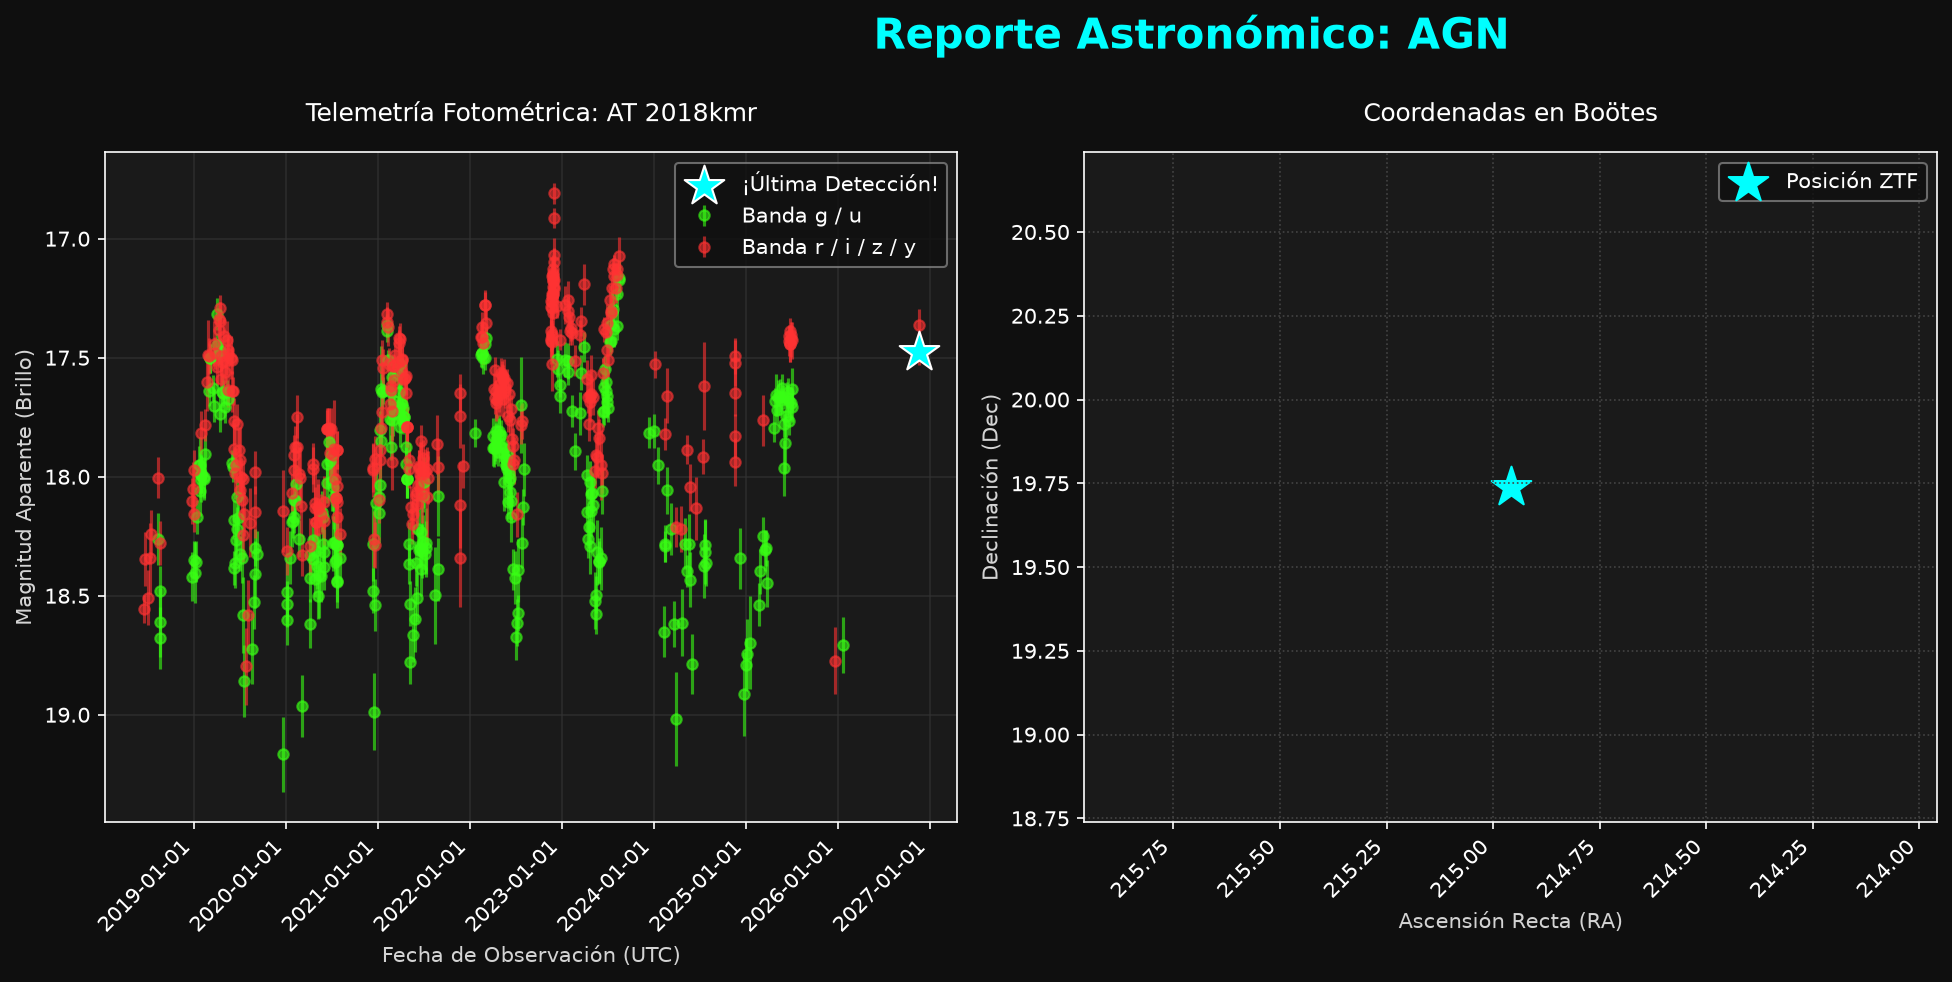 Reporte Astronómico: AGN
Telemetría Fotométrica: AT 2018kmr
¡Última Detección!
Banda g / u
Banda r / i / z / y
Magnitud Aparente (Brillo)
17.0
17.5
18.0
18.5
19.0
2019-01-01
2020-01-01
2021-01-01
2022-01-01
2023-01-01
2024-01-01
2025-01-01
2026-01-01
2027-01-01
Fecha de Observación (UTC)
Coordenadas en Boötes
Posición ZTF
Declinación (Dec)
20.50
20.25
20.00
19.75
19.50
19.25
19.00
18.75
215.75
215.50
215.25
215.00
214.75
214.50
214.25
214.00
Ascensión Recta (RA)